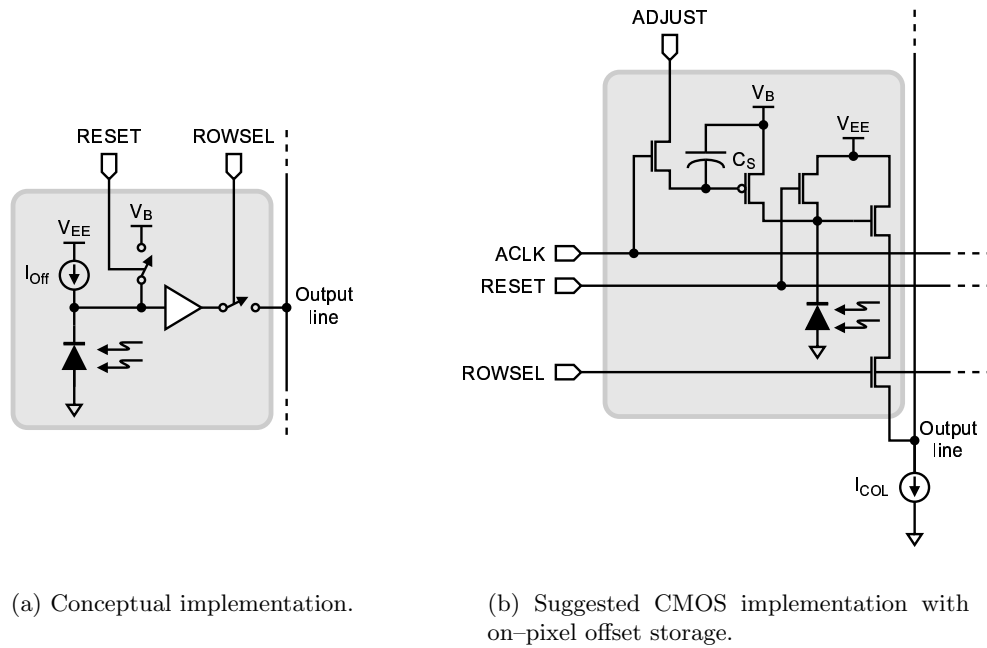 RESET
ROWSEL
V_B
V_EE
I_Off
Output
line
ADJUST
V_B
V_EE
C_S
ACLK
RESET
ROWSEL
Output
line
I_COL
(a) Conceptual implementation.
(b) Suggested CMOS implementation with
on–pixel offset storage.